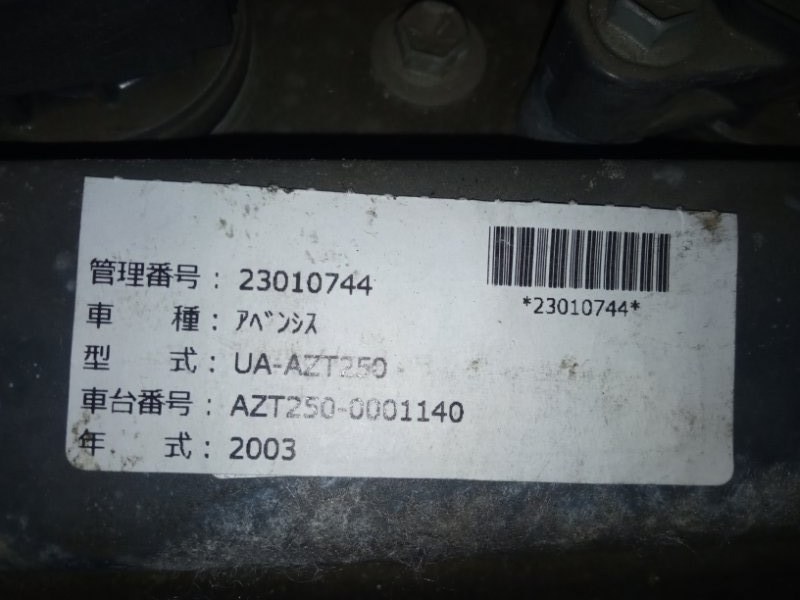 *23010744*
管理番号: 23010744
車 種: ｱﾍﾞﾝｼｽ
型 式: UA-AZT250
車台番号: AZT250-0001140
年 式: 2003